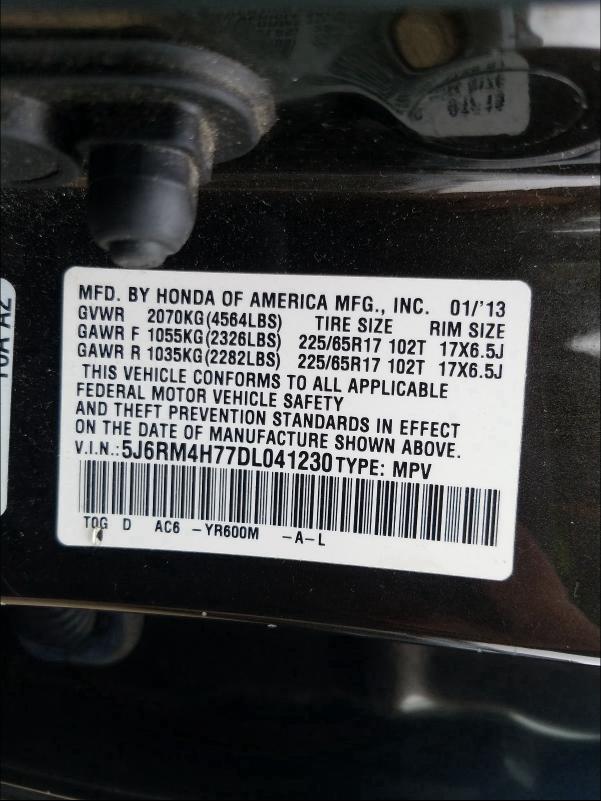 MFD. BY HONDA OF AMERICA MFG., INC. 01/'13
GVWR 2070KG(4564LBS) TIRE SIZE RIM SIZE
GAWR F 1055KG(2326LBS) 225/65R17 102T 17X6.5J
GAWR R 1035KG(2282LBS) 225/65R17 102T 17X6.5J
THIS VEHICLE CONFORMS TO ALL APPLICABLE
FEDERAL MOTOR VEHICLE SAFETY
AND THEFT PREVENTION STANDARDS IN EFFECT
ON THE DATE OF MANUFACTURE SHOWN ABOVE.
V.I.N.:5J6RM4H77DL041230 TYPE: MPV
TOG D AC6 -YR600M -A-L